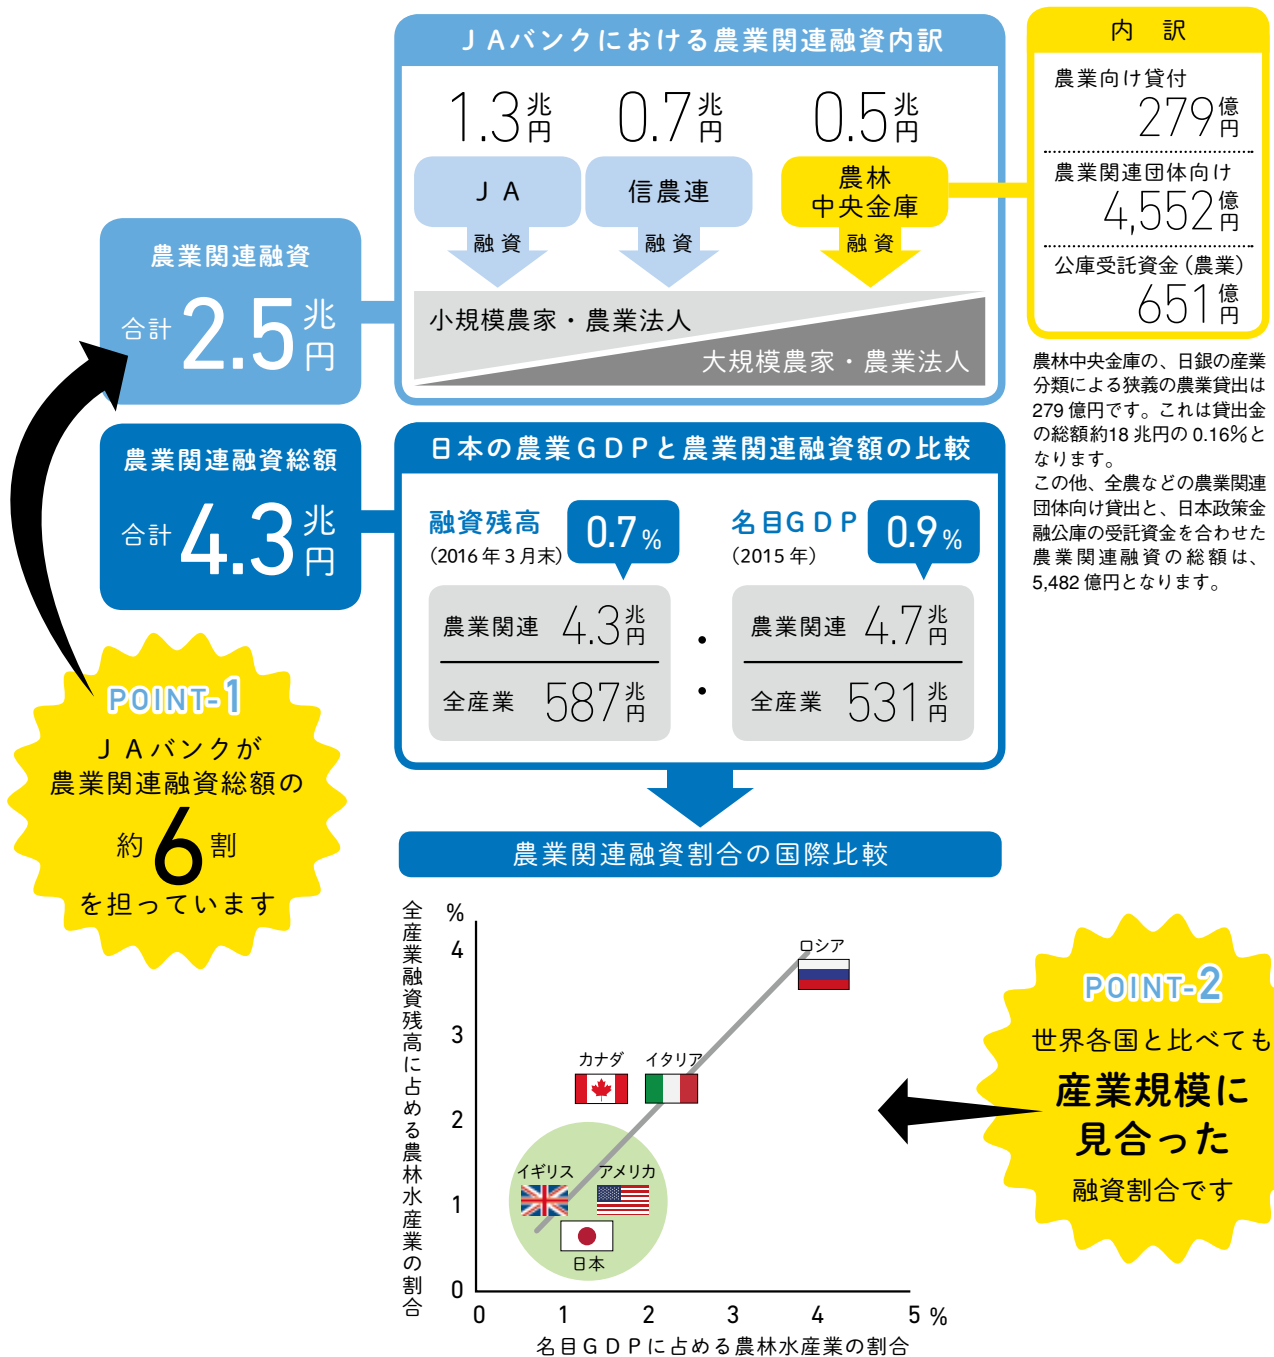 JAバンクにおける農業関連融資内訳
1.3兆円
0.7兆円
0.5兆円
JA
信農連
農林
中央金庫
融資
融資
融資
小規模農家・農業法人
大規模農家・農業法人
内 訳
農業向け貸付
279億円
農業関連団体向け
4,552億円
公庫受託資金(農業)
651億円
農林中央金庫の、日銀の産業
分類による狭義の農業貸出は
279億円です。これは貸出金
の総額約18兆円の0.16%と
なります。
この他、全農などの農業関連
団体向け貸出と、日本政策金
融公庫の受託資金を合わせた
農業関連融資の総額は、
5,482億円となります。
農業関連融資
合計2.5兆円
農業関連融資総額
合計4.3兆円
日本の農業GDPと農業関連融資額の比較
融資残高
(2016年3月末)
0.7%
農業関連 4.3兆円
全産業 587兆円
:
名目GDP
(2015年)
0.9%
農業関連 4.7兆円
全産業 531兆円
POINT-1
JAバンクが
農業関連融資総額の
約6割
を担っています
農業関連融資割合の国際比較
全産業融資残高に占める農林水産業の割合
%
4
3
2
1
0
ロシア
カナダ
イタリア
イギリス
アメリカ
日本
0 1 2 3 4 5 %
名目GDPに占める農林水産業の割合
POINT-2
世界各国と比べても
産業規模に
見合った
融資割合です